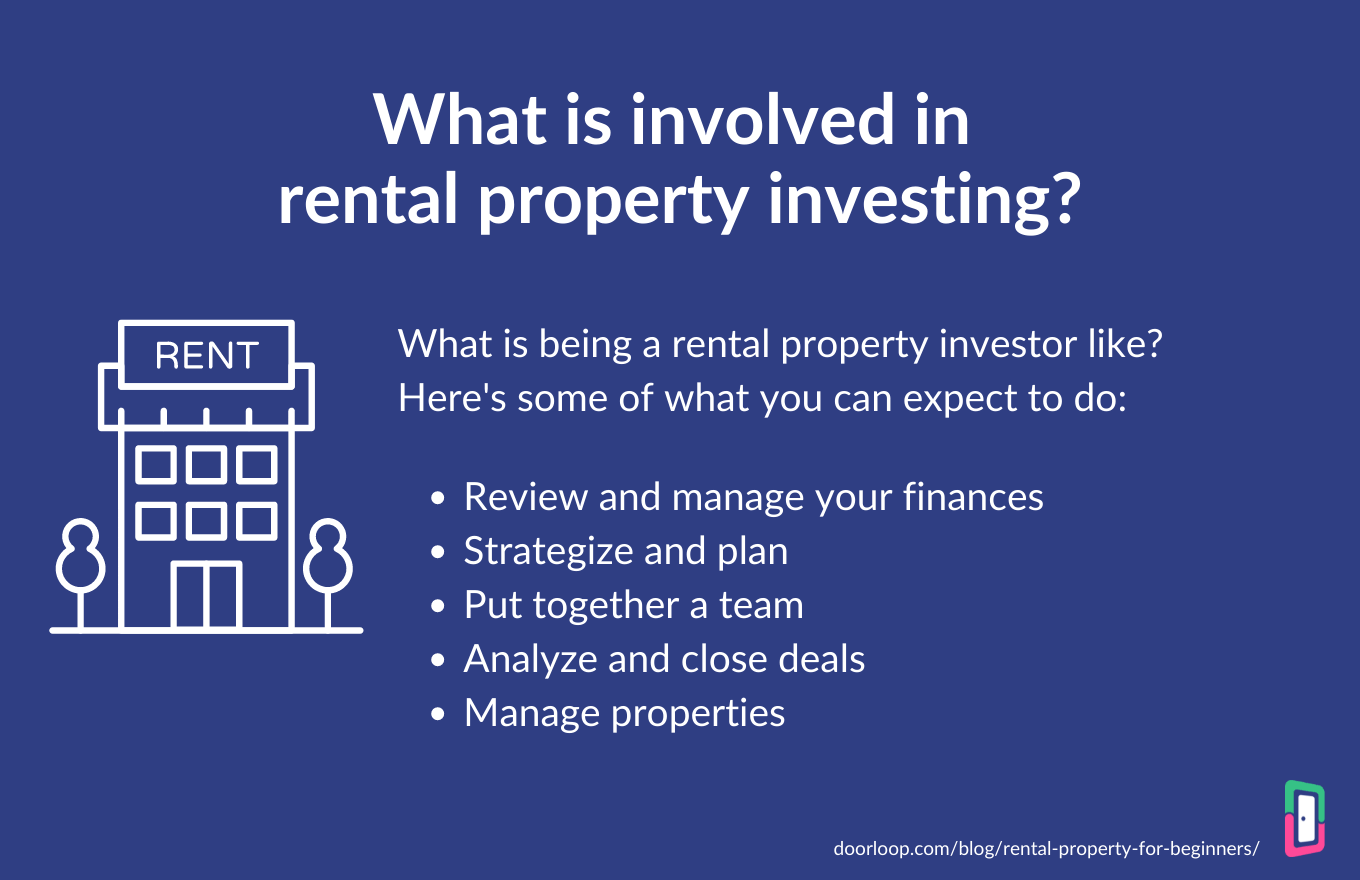 What is involved in
rental property investing?
RENT
What is being a rental property investor like?
Here's some of what you can expect to do:
• Review and manage your finances
• Strategize and plan
• Put together a team
• Analyze and close deals
• Manage properties
doorloop.com/blog/rental-property-for-beginners/